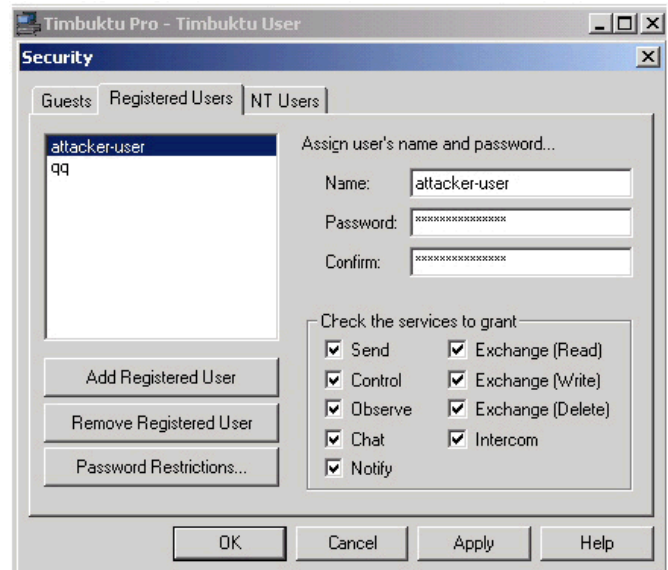 Timbuktu Pro - Timbuktu User
Security
Guests Registered Users NT Users
attacker-user
qq
Assign user's name and password...
Name: attacker-user
Password: ***************
Confirm: ***************
Check the services to grant
Send Exchange (Read)
Control Exchange (Write)
Observe Exchange (Delete)
Chat Intercom
Notify
Add Registered User
Remove Registered User
Password Restrictions...
OK Cancel Apply Help